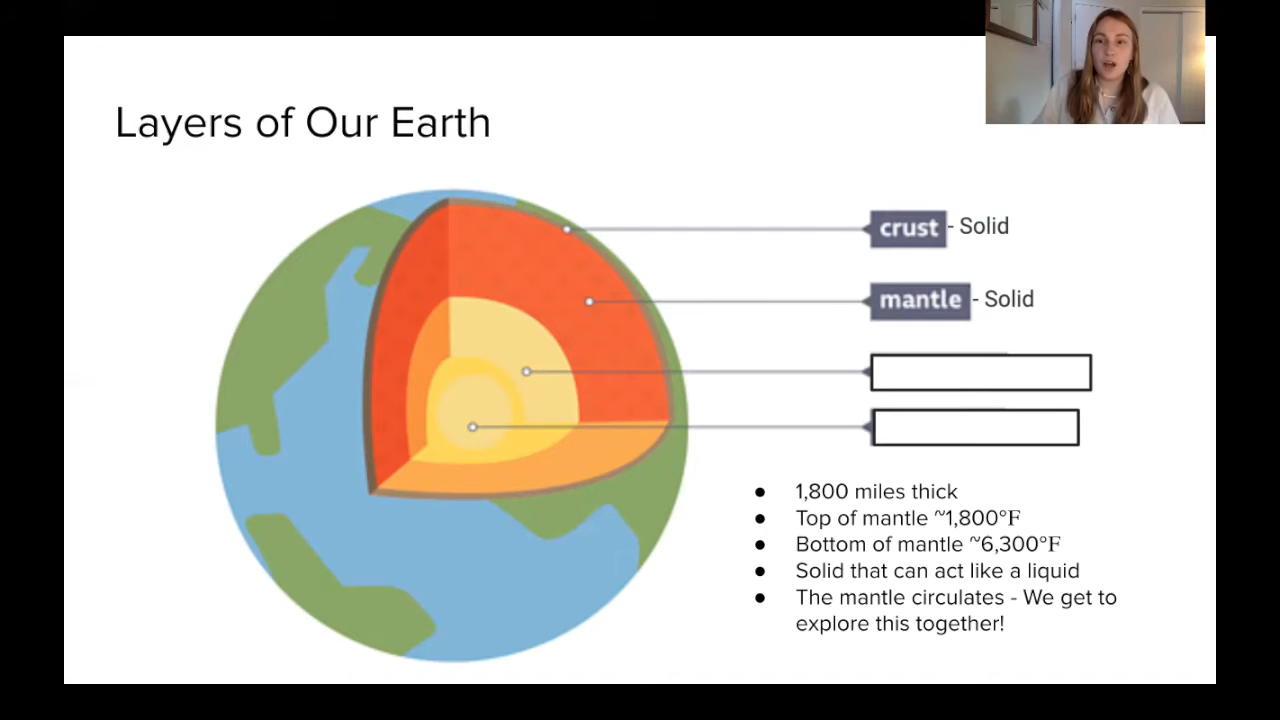 Layers of Our Earth
crust - Solid
mantle - Solid
● 1,800 miles thick
● Top of mantle ~1,800°F
● Bottom of mantle ~6,300°F
● Solid that can act like a liquid
● The mantle circulates - We get to
explore this together!